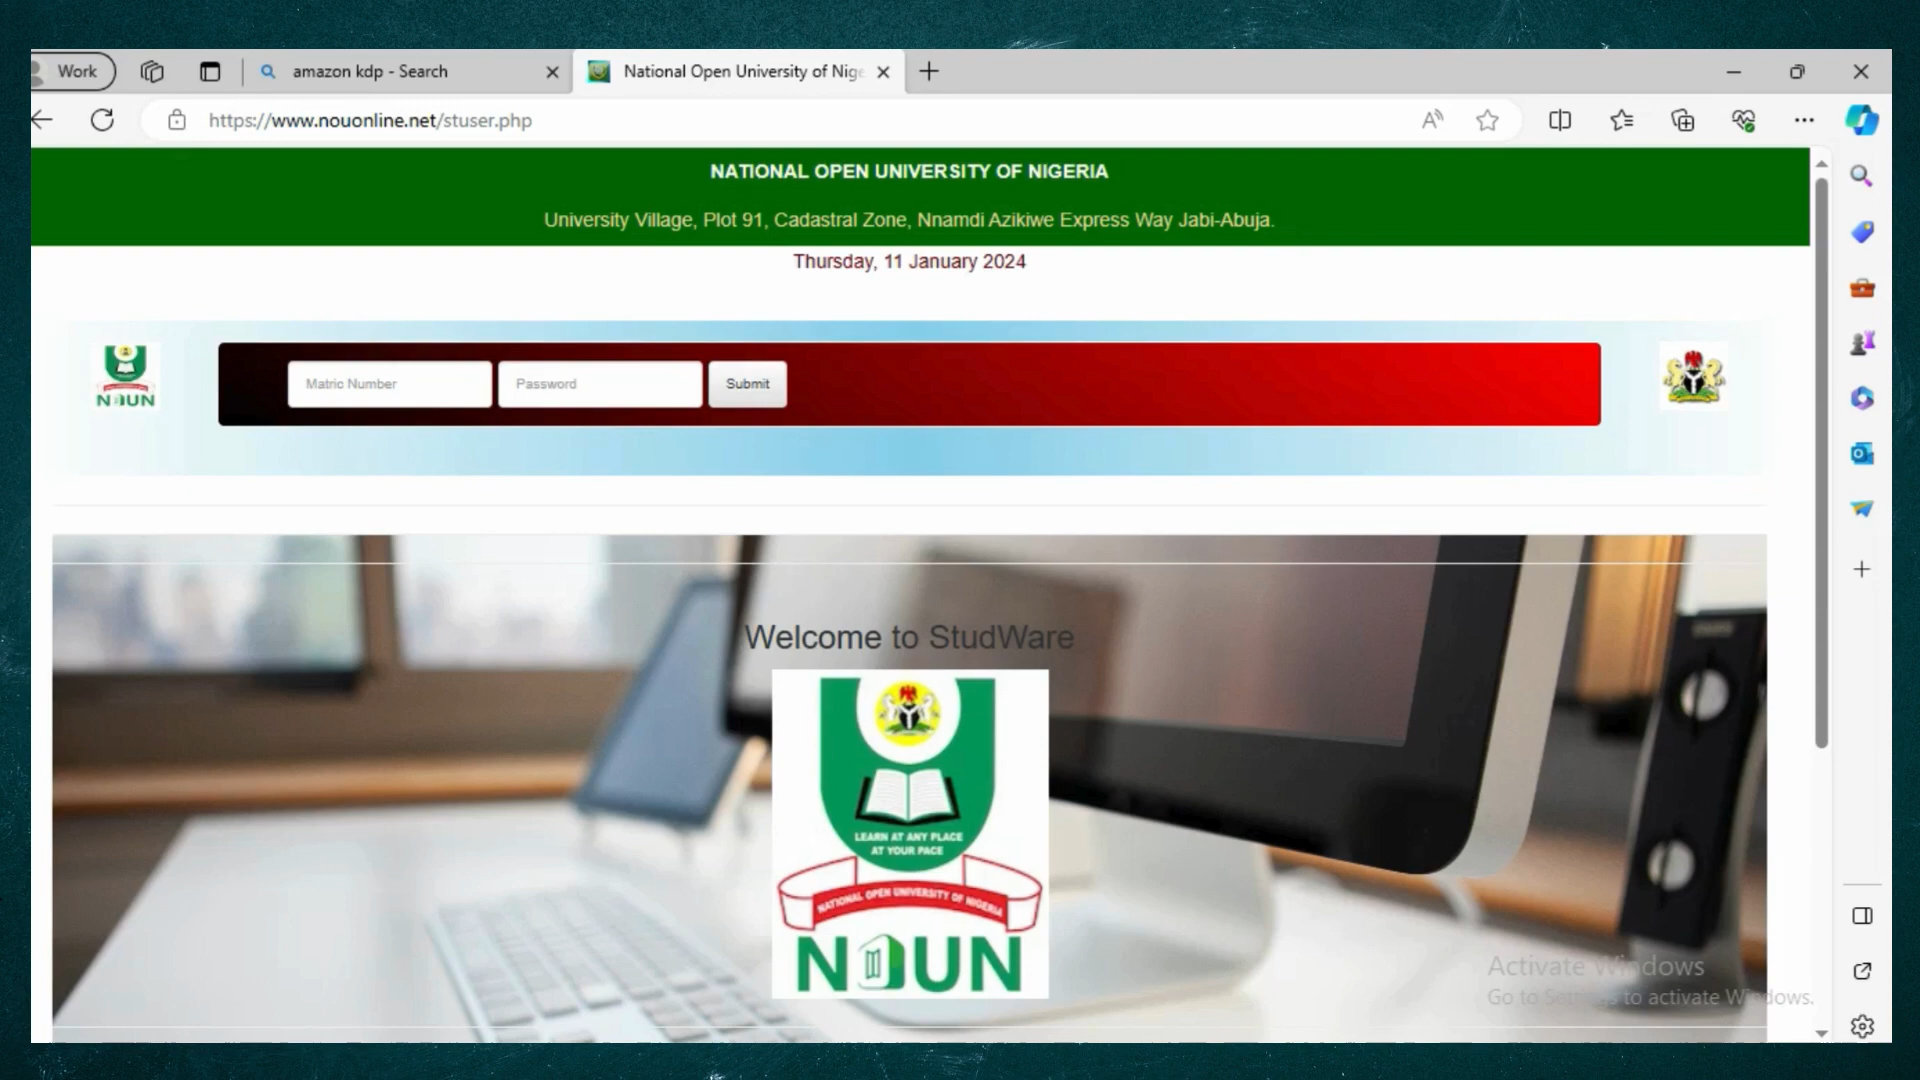 Work
amazon kdp - Search
National Open University of Nige
https://www.nouonline.net/stuser.php
NATIONAL OPEN UNIVERSITY OF NIGERIA
University Village, Plot 91, Cadastral Zone, Nnamdi Azikiwe Express Way Jabi-Abuja.
Thursday, 11 January 2024
NOUN
Matric Number
Password
Submit
Welcome to StudWare
LEARN AT ANY PLACE
AT YOUR PACE
NATIONAL OPEN UNIVERSITY OF NIGERIA
NOUN
Activate Windows
Go to Settings to activate Windows.